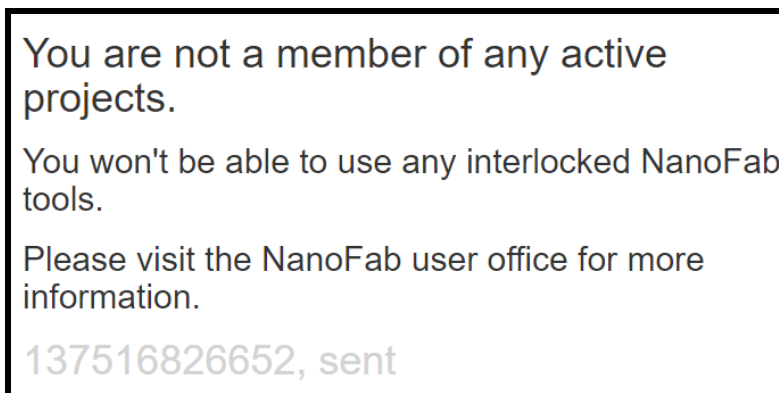 You are not a member of any active
projects.
You won't be able to use any interlocked NanoFab
tools.
Please visit the NanoFab user office for more
information.
137516826652, sent